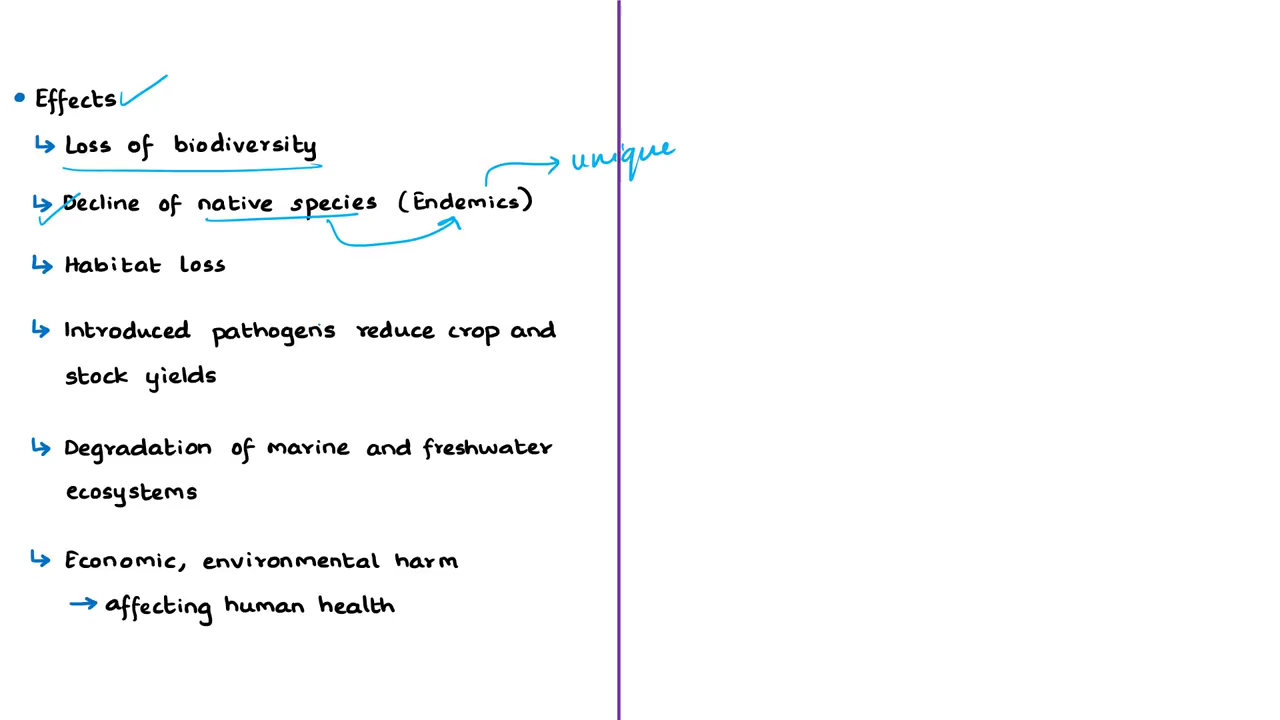 • Effects
↳ Loss of biodiversity
unique
↳ Decline of native species (Endemics)
↳ Habitat loss
↳ Introduced pathogens reduce crop and
stock yields
↳ Degradation of marine and freshwater
ecosystems
↳ Economic, environmental harm
→ affecting human health